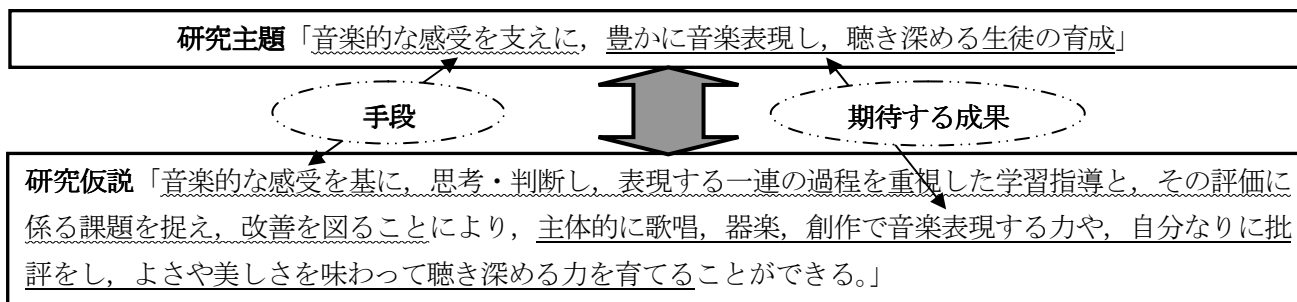 研究主題「音楽的な感受を支えに，豊かに音楽表現し，聴き深める生徒の育成」
手段
期待する成果
研究仮説「音楽的な感受を基に，思考・判断し，表現する一連の過程を重視した学習指導と，その評価に
係る課題を捉え，改善を図ることにより，主体的に歌唱，器楽，創作で音楽表現する力や，自分なりに批
評をし，よさや美しさを味わって聴き深める力を育てることができる。」